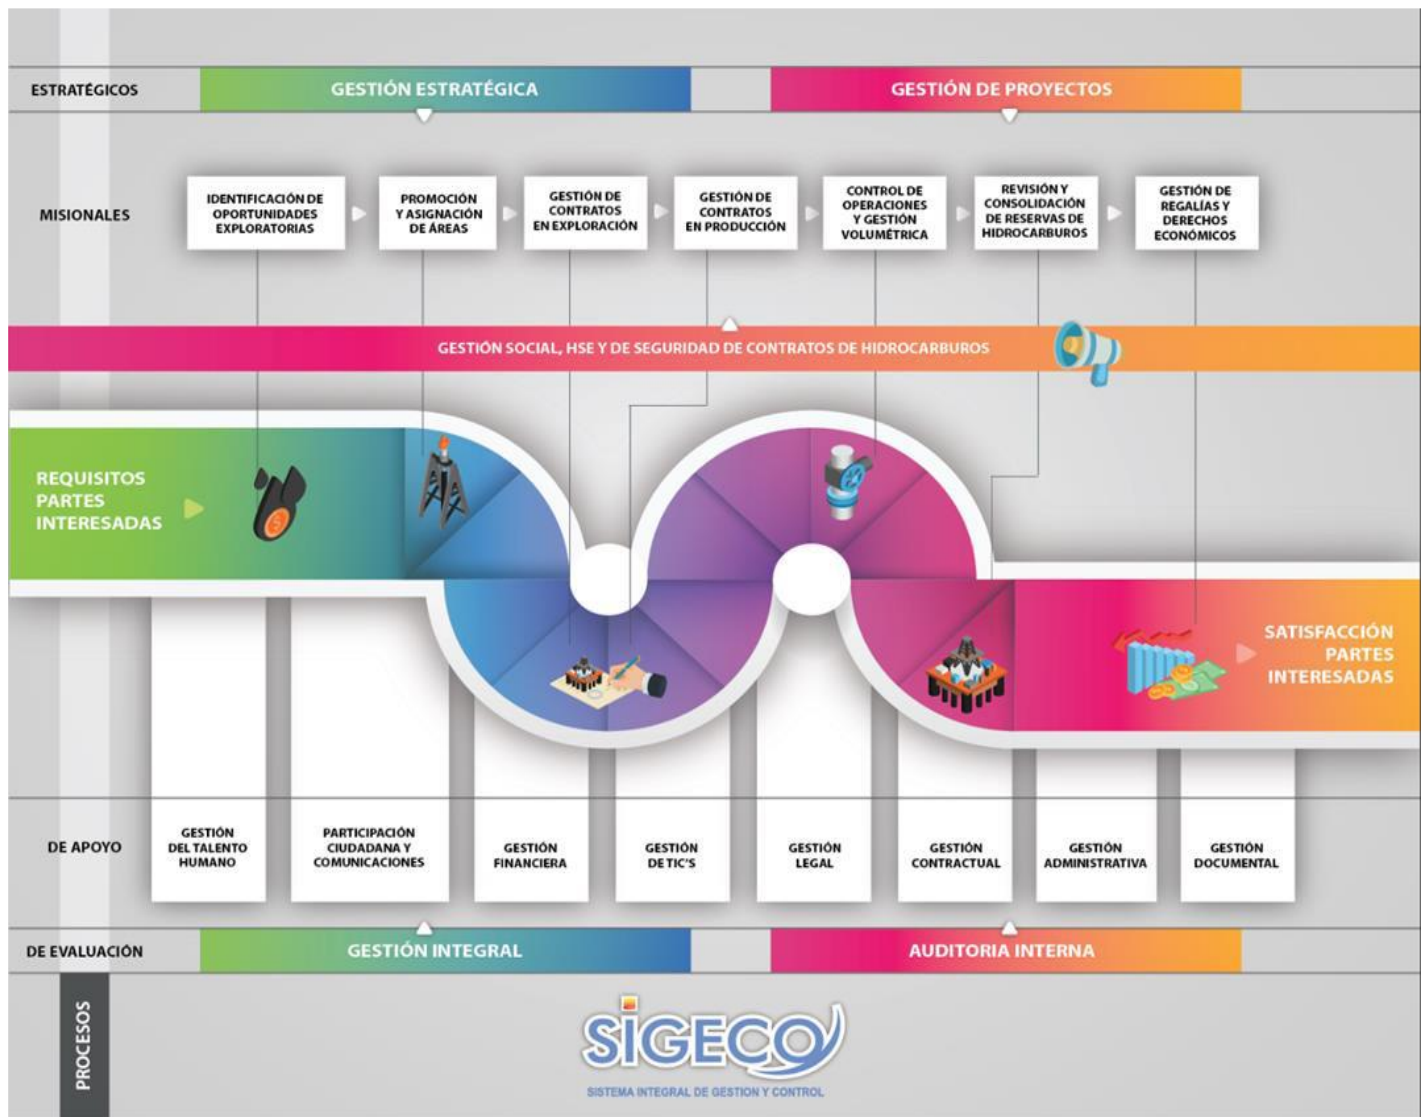 ESTRATÉGICOS
GESTIÓN ESTRATÉGICA
GESTIÓN DE PROYECTOS
MISIONALES
IDENTIFICACIÓN DE
OPORTUNIDADES
EXPLORATORIAS
PROMOCIÓN
Y ASIGNACIÓN
DE ÁREAS
GESTIÓN DE
CONTRATOS
EN EXPLORACIÓN
GESTIÓN DE
CONTRATOS
EN PRODUCCIÓN
CONTROL DE
OPERACIONES
Y GESTIÓN
VOLUMÉTRICA
REVISIÓN Y
CONSOLIDACIÓN
DE RESERVAS DE
HIDROCARBUROS
GESTIÓN DE
REGALÍAS Y
DERECHOS
ECONÓMICOS
GESTIÓN SOCIAL, HSE Y DE SEGURIDAD DE CONTRATOS DE HIDROCARBUROS
REQUISITOS
PARTES
INTERESADAS
$
SATISFACCIÓN
PARTES
INTERESADAS
DE APOYO
GESTIÓN
DEL TALENTO
HUMANO
PARTICIPACIÓN
CIUDADANA Y
COMUNICACIONES
GESTIÓN
FINANCIERA
GESTIÓN
DE TIC'S
GESTIÓN
LEGAL
GESTIÓN
CONTRACTUAL
GESTIÓN
ADMINISTRATIVA
GESTIÓN
DOCUMENTAL
DE EVALUACIÓN
GESTIÓN INTEGRAL
AUDITORIA INTERNA
PROCESOS
SIGECO
SISTEMA INTEGRAL DE GESTION Y CONTROL